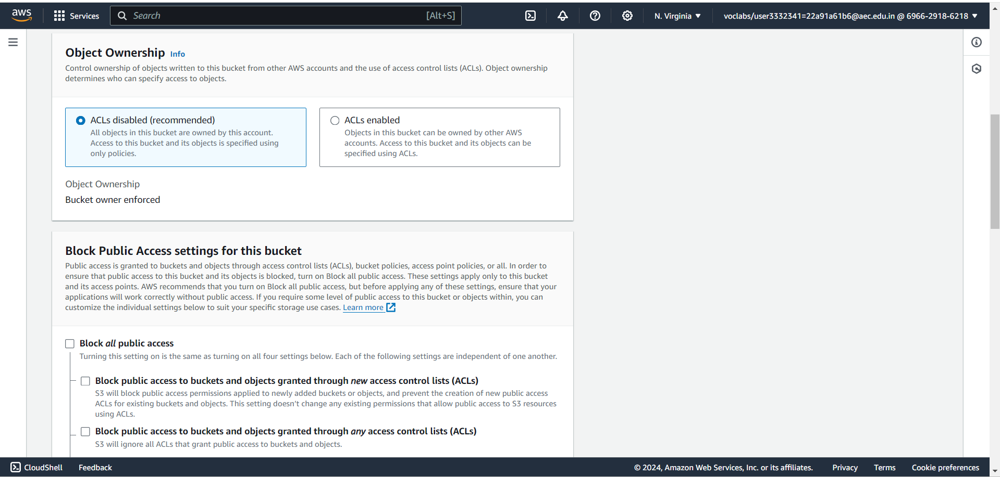 aws
Services
Search
[Alt+S]
N. Virginia
voclabs/user3332341=22a91a61b6@aec.edu.in @ 6966-2918-6218
Object Ownership Info
Control ownership of objects written to this bucket from other AWS accounts and the use of access control lists (ACLs). Object ownership
determines who can specify access to objects.
ACLs disabled (recommended)
All objects in this bucket are owned by this account.
Access to this bucket and its objects is specified using
only policies.
ACLs enabled
Objects in this bucket can be owned by other AWS
accounts. Access to this bucket and its objects can be
specified using ACLs.
Object Ownership
Bucket owner enforced
Block Public Access settings for this bucket
Public access is granted to buckets and objects through access control lists (ACLs), bucket policies, access point policies, or all. In order to
ensure that public access to this bucket and its objects is blocked, turn on Block all public access. These settings apply only to this bucket
and its access points. AWS recommends that you turn on Block all public access, but before applying any of these settings, ensure that your
applications will work correctly without public access. If you require some level of public access to this bucket or objects within, you can
customize the individual settings below to suit your specific storage use cases. Learn more
Block all public access
Turning this setting on is the same as turning on all four settings below. Each of the following settings are independent of one another.
Block public access to buckets and objects granted through new access control lists (ACLs)
S3 will block public access permissions applied to newly added buckets or objects, and prevent the creation of new public access
ACLs for existing buckets and objects. This setting doesn't change any existing permissions that allow public access to S3 resources
using ACLs.
Block public access to buckets and objects granted through any access control lists (ACLs)
S3 will ignore all ACLs that grant public access to buckets and objects.
CloudShell
Feedback
© 2024, Amazon Web Services, Inc. or its affiliates.
Privacy
Terms
Cookie preferences